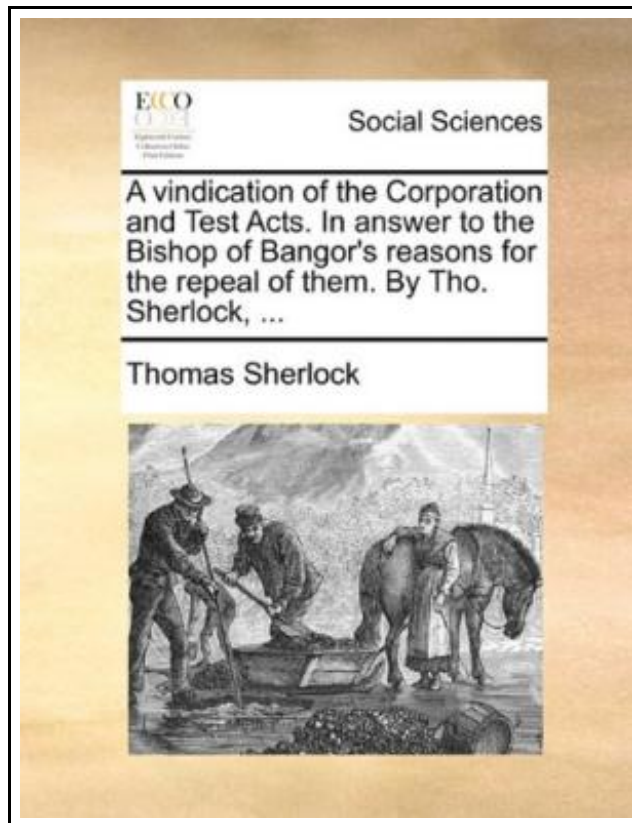 ECCO
Social Sciences
A vindication of the Corporation
and Test Acts. In answer to the
Bishop of Bangor's reasons for
the repeal of them. By Tho.
Sherlock, ...
Thomas Sherlock